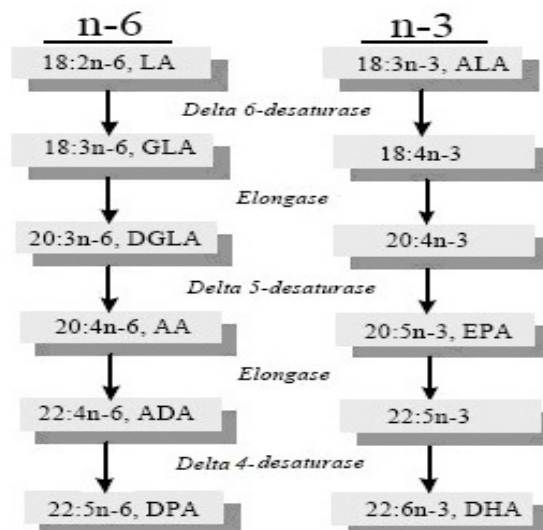 n-6 n-3
18:2n-6, LA 18:3n-3, ALA
Delta 6-desaturase
18:3n-6, GLA 18:4n-3
Elongase
20:3n-6, DGLA 20:4n-3
Delta 5-desaturase
20:4n-6, AA 20:5n-3, EPA
Elongase
22:4n-6, ADA 22:5n-3
Delta 4-desaturase
22:5n-6, DPA 22:6n-3, DHA